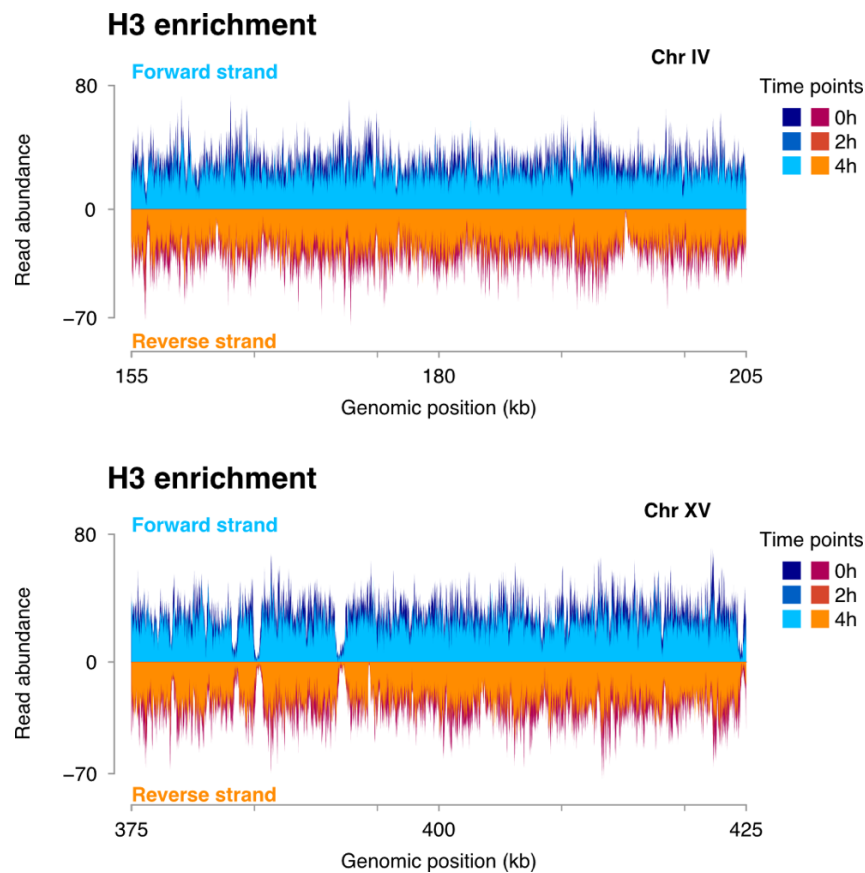 H3 enrichment
Forward strand
Chr IV
Time points
0h
2h
4h
80
0
−70
Read abundance
Reverse strand
155
180
205
Genomic position (kb)
H3 enrichment
Forward strand
Chr XV
Time points
0h
2h
4h
80
0
−70
Read abundance
Reverse strand
375
400
425
Genomic position (kb)